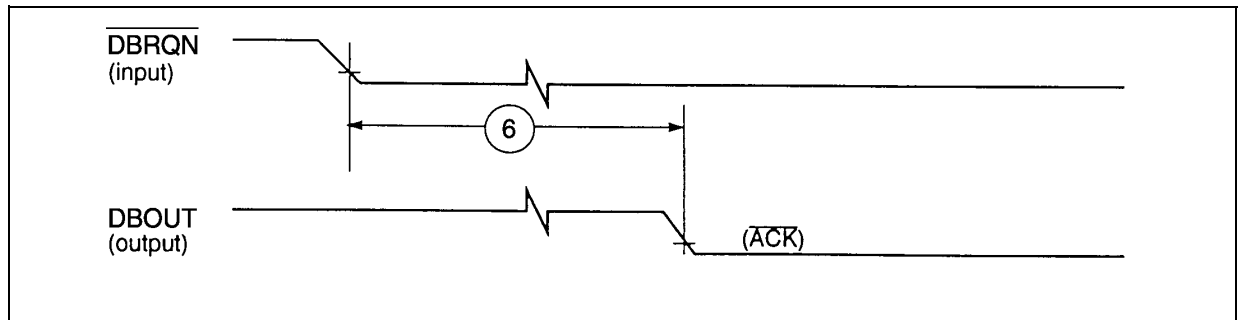 DBRQN
(input)
6
DBOUT
(output)
(ACK)